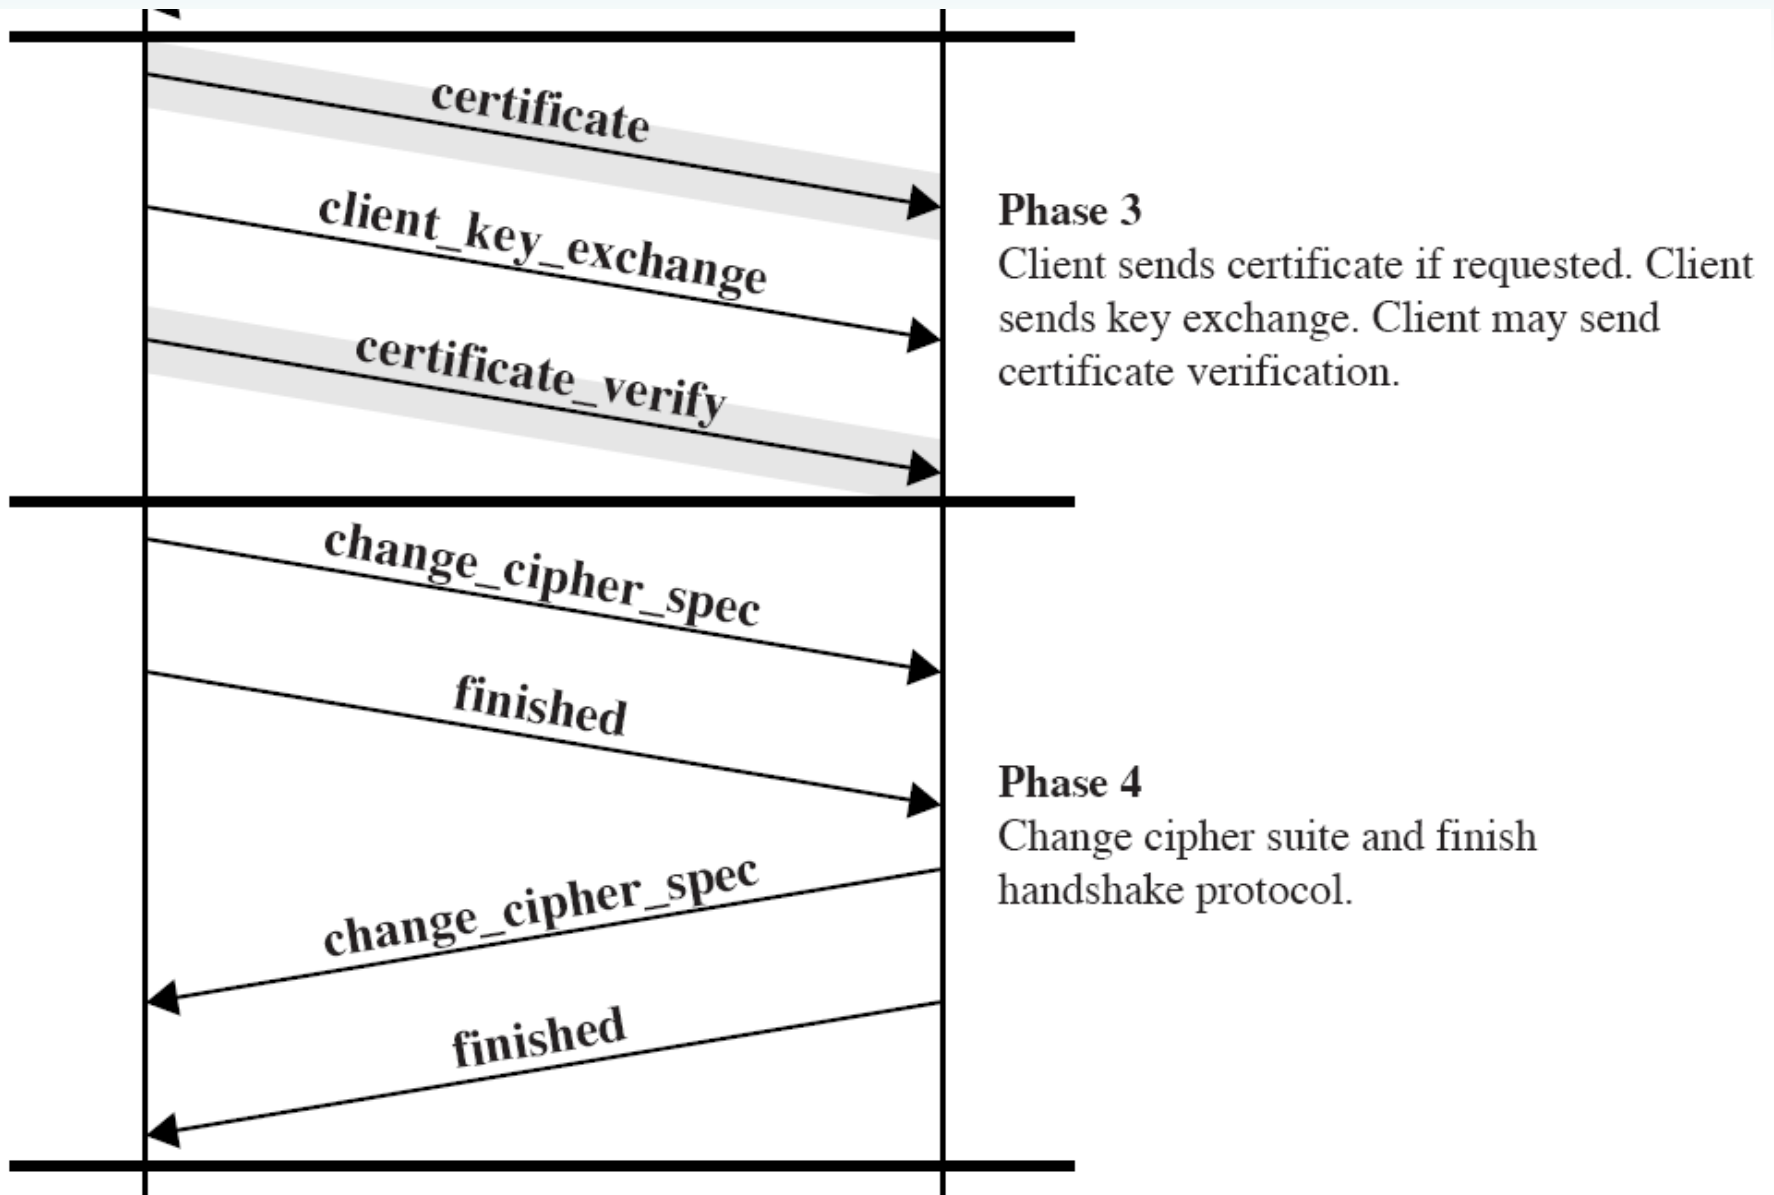 certificate
client_key_exchange
certificate_verify
Phase 3
Client sends certificate if requested. Client
sends key exchange. Client may send
certificate verification.
change_cipher_spec
finished
change_cipher_spec
finished
Phase 4
Change cipher suite and finish
handshake protocol.